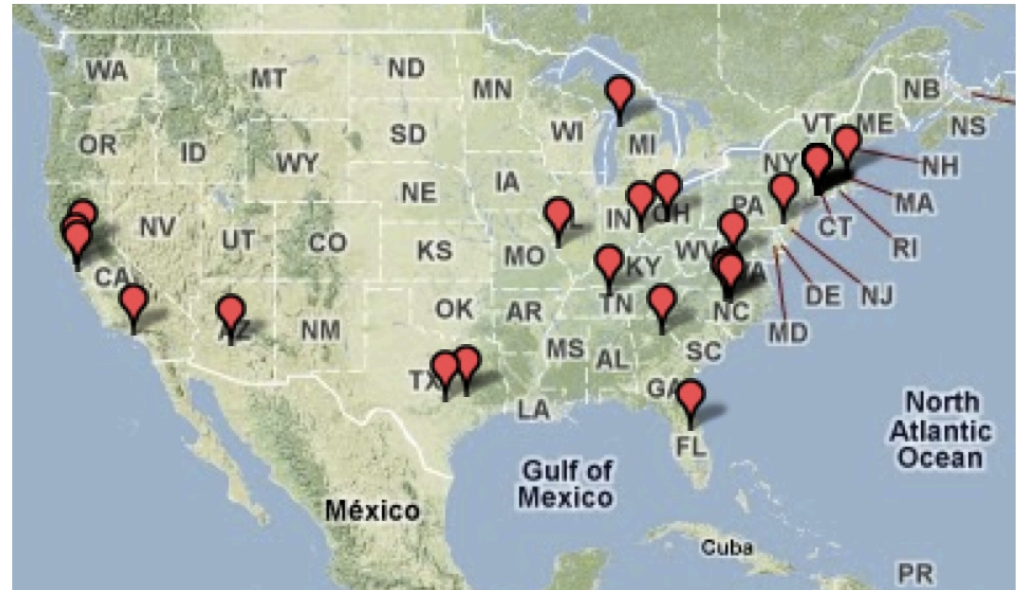 WA
MT
ND
MN
NB
OR
ID
SD
WI
MI
VT
ME
NS
WY
NY
NH
NE
IA
PA
MA
NV
UT
CO
IN
OH
CT
KS
MO
WV
VA
RI
CA
KY
DE
NJ
OK
AR
TN
NC
MD
AZ
NM
MS
AL
SC
TX
GA
LA
FL
North
Atlantic
Ocean
Gulf of
Mexico
México
Cuba
PR